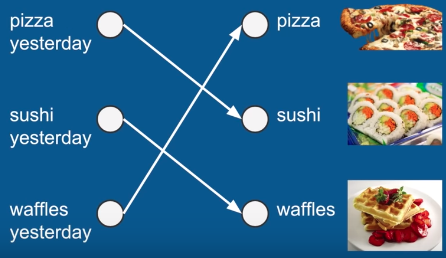 pizza
yesterday
pizza
sushi
yesterday
sushi
waffles
yesterday
waffles